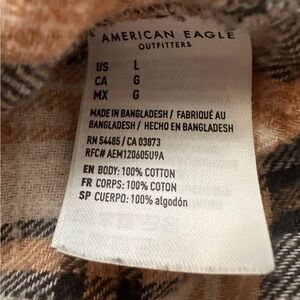 AMERICAN EAGLE
OUTFITTERS
US L
CA G
MX G
MADE IN BANGLADESH / FABRIQUÉ AU
BANGLADESH / HECHO EN BANGLADESH
RN 54485 / CA 03873
RFC# AEM120605U9A
EN BODY: 100% COTTON
FR CORPS: 100% COTON
SP CUERPO: 100% algodón